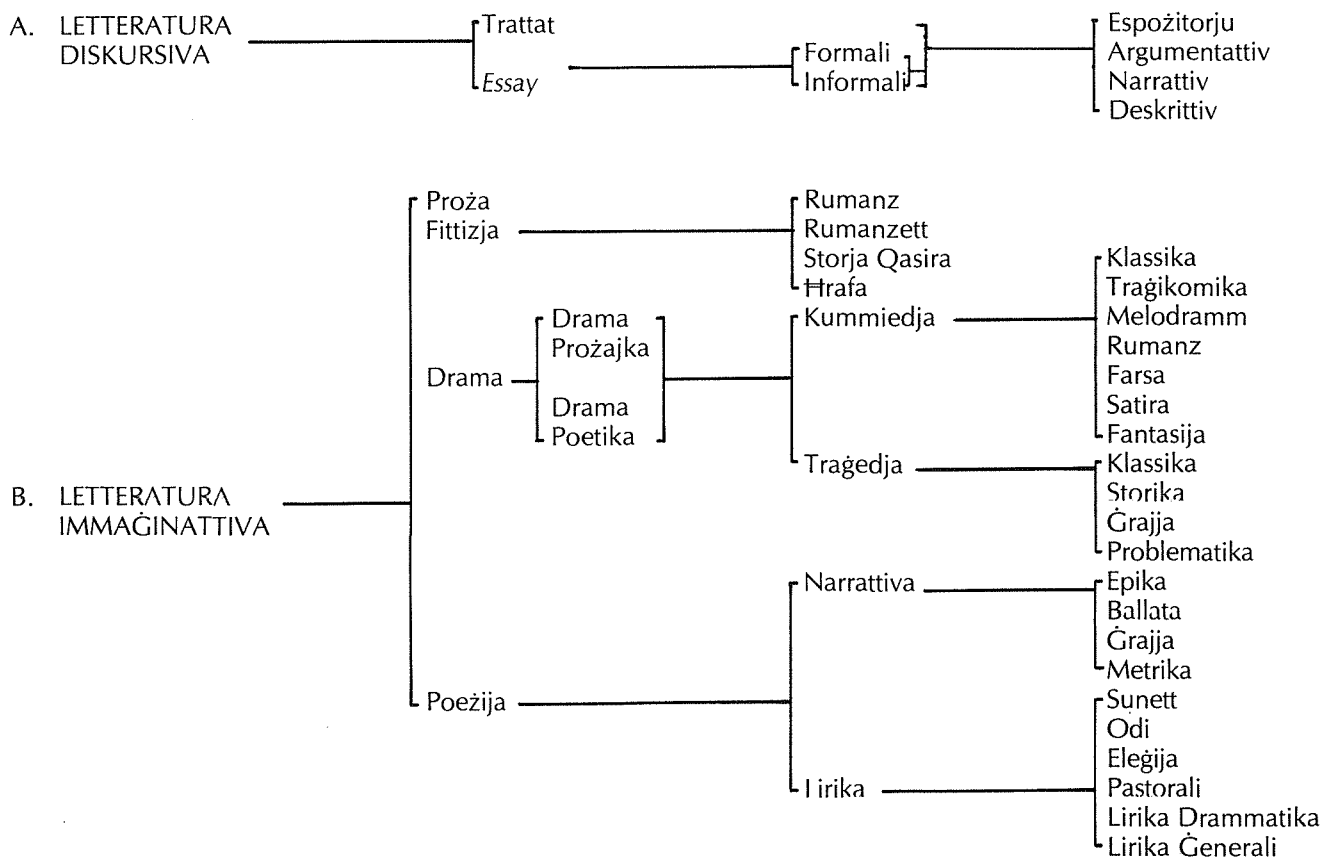 A. LETTERATURA
DISKURSIVA
Trattat
Essay
Formali
Informali
Espożitorju
Argumentattiv
Narrattiv
Deskrittiv
B. LETTERATURA
IMMAĠINATTIVA
Proża
Fittizja
Rumanz
Rumanzett
Storja Qasira
Ħrafa
Drama
Drama
Prożajka
Drama
Poetika
Kummiedja
Klassika
Traġikomika
Melodramm
Rumanz
Farsa
Satira
Fantasija
Traġedja
Klassika
Storika
Ġrajja
Problematika
Poeżija
Narrattiva
Epika
Ballata
Ġrajja
Metrika
Lirika
Sunett
Odi
Eleġija
Pastorali
Lirika Drammatika
Lirika Ġenerali